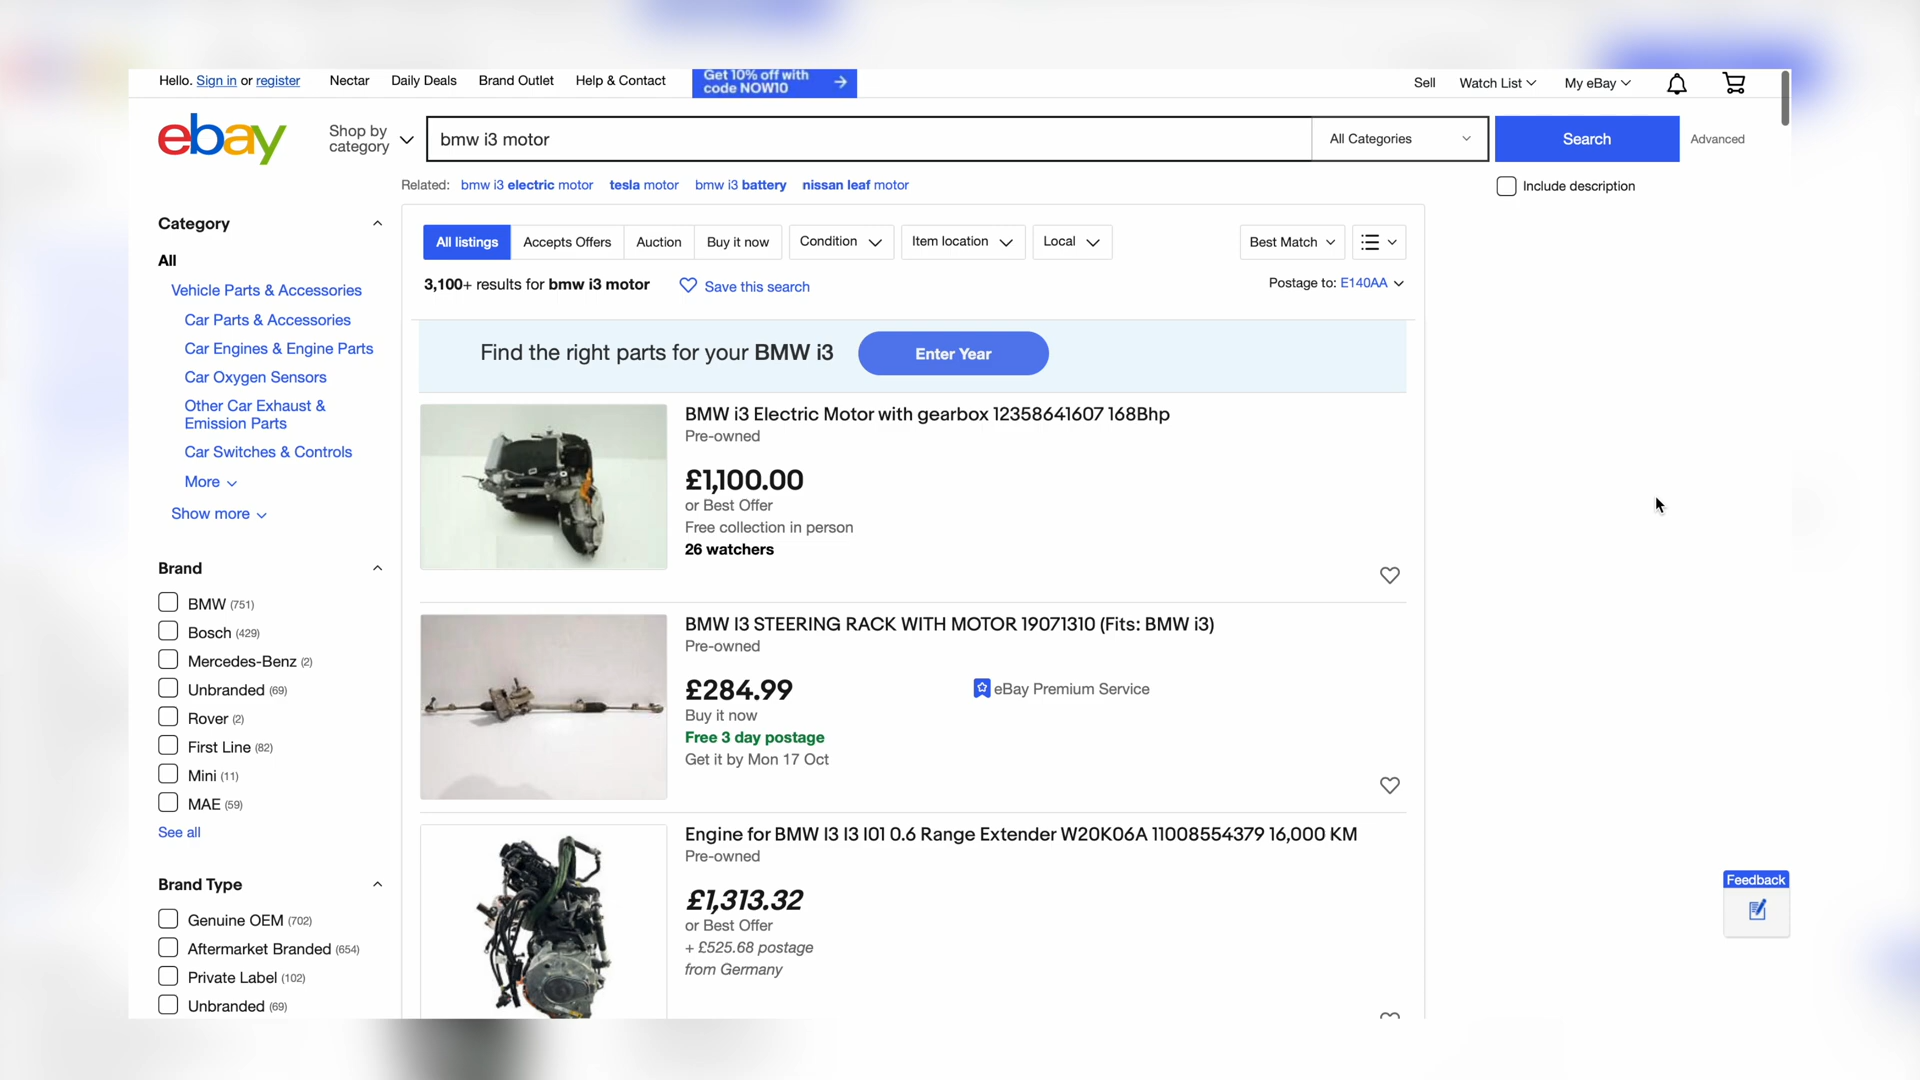 Hello. Sign in or register
Nectar
Daily Deals
Brand Outlet
Help & Contact
Get 10% off with
code NOW10
Sell
Watch List
My eBay
ebay
Shop by
category
bmw i3 motor
All Categories
Search
Advanced
Related: bmw i3 electric motor tesla motor bmw i3 battery nissan leaf motor
Include description
Category
All
Vehicle Parts & Accessories
Car Parts & Accessories
Car Engines & Engine Parts
Car Oxygen Sensors
Other Car Exhaust &
Emission Parts
Car Switches & Controls
More
Show more
Brand
BMW (751)
Bosch (429)
Mercedes-Benz (2)
Unbranded (69)
Rover (2)
First Line (82)
Mini (11)
MAE (59)
See all
Brand Type
Genuine OEM (702)
Aftermarket Branded (654)
Private Label (102)
Unbranded (69)
All listings
Accepts Offers
Auction
Buy it now
Condition
Item location
Local
Best Match
3,100+ results for bmw i3 motor
Save this search
Postage to: E140AA
Find the right parts for your BMW i3
Enter Year
BMW i3 Electric Motor with gearbox 12358641607 168Bhp
Pre-owned
£1,100.00
or Best Offer
Free collection in person
26 watchers
BMW I3 STEERING RACK WITH MOTOR 19071310 (Fits: BMW i3)
Pre-owned
£284.99
eBay Premium Service
Buy it now
Free 3 day postage
Get it by Mon 17 Oct
Engine for BMW I3 I3 I01 0.6 Range Extender W20K06A 11008554379 16,000 KM
Pre-owned
£1,313.32
or Best Offer
+ £525.68 postage
from Germany
Feedback